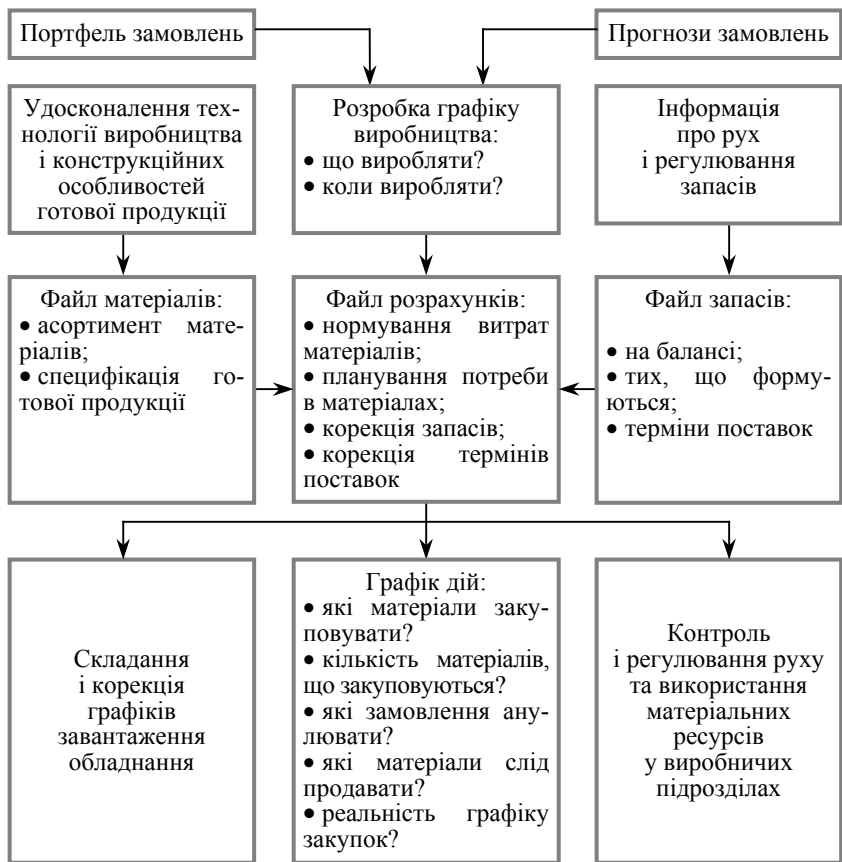 Портфель замовлень
Прогнози замовлень
Удосконалення тех-
нології виробництва
і конструкційних
особливостей
готової продукції
Розробка графіку
виробництва:
• що виробляти?
• коли виробляти?
Інформація
про рух
і регулювання
запасів
Файл матеріалів:
• асортимент мате-
ріалів;
• специфікація го-
тової продукції
Файл розрахунків:
• нормування витрат
матеріалів;
• планування потреби
в матеріалах;
• корекція запасів;
• корекція термінів
поставок
Файл запасів:
• на балансі;
• тих, що форму-
ються;
• терміни поставок
Складання
і корекція
графіків
завантаження
обладнання
Графік дій:
• які матеріали заку-
повувати?
• кількість матеріалів,
що закуповуються?
• які замовлення ану-
лювати?
• які матеріали слід
продавати?
• реальність графіку
закупок?
Контроль
і регулювання руху
та використання
матеріальних
ресурсів
у виробничих
підрозділах